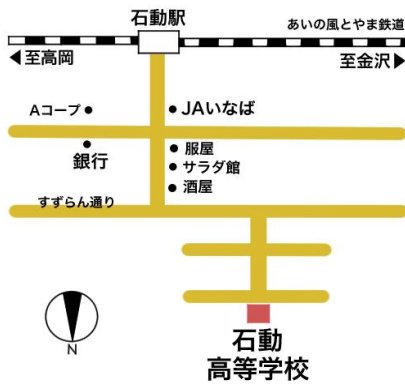 石動駅
あいの風とやま鉄道
至高岡
至金沢
Aコープ
JAいなば
銀行
服屋
サラダ館
酒屋
すずらん通り
N
石動
高等学校